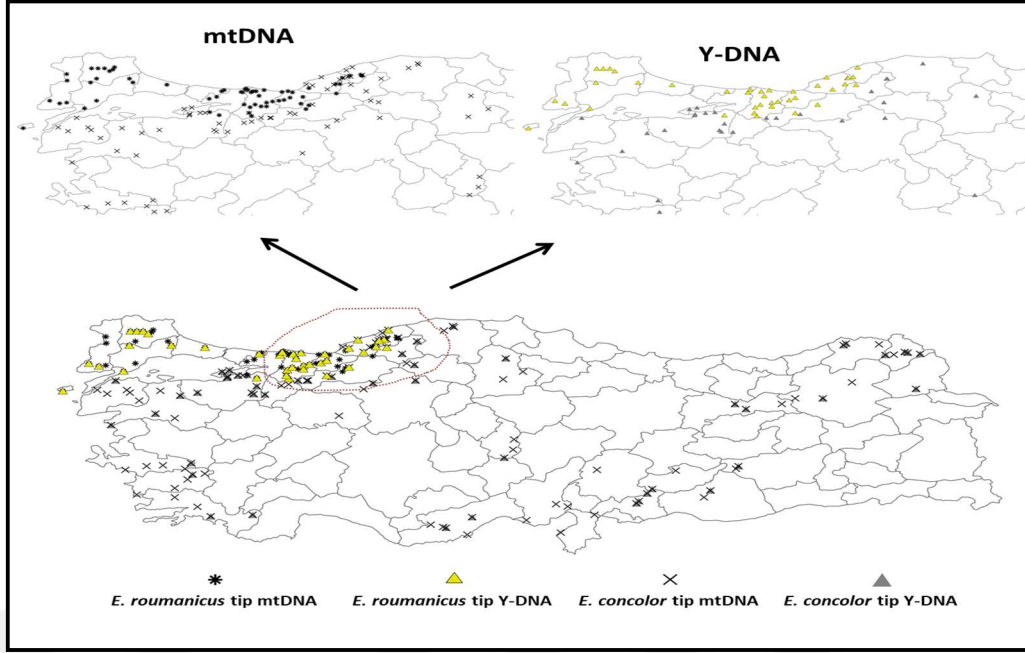 mtDNA
Y-DNA
E. roumanicus tip mtDNA
E. roumanicus tip Y-DNA
E. concolor tip mtDNA
E. concolor tip Y-DNA